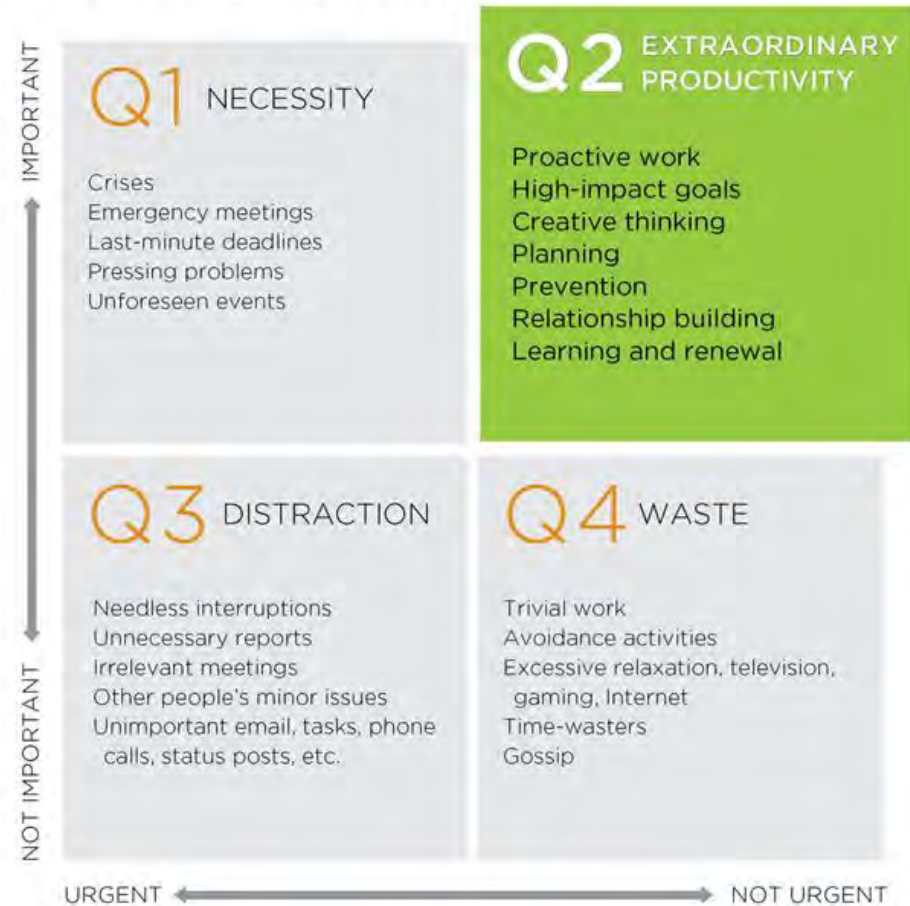 IMPORTANT
NOT IMPORTANT
Q1 NECESSITY
Crises
Emergency meetings
Last-minute deadlines
Pressing problems
Unforeseen events
Q2 EXTRAORDINARY
PRODUCTIVITY
Proactive work
High-impact goals
Creative thinking
Planning
Prevention
Relationship building
Learning and renewal
Q3 DISTRACTION
Needless interruptions
Unnecessary reports
Irrelevant meetings
Other people's minor issues
Unimportant email, tasks, phone
calls, status posts, etc.
Q4 WASTE
Trivial work
Avoidance activities
Excessive relaxation, television,
gaming, Internet
Time-wasters
Gossip
URGENT
NOT URGENT